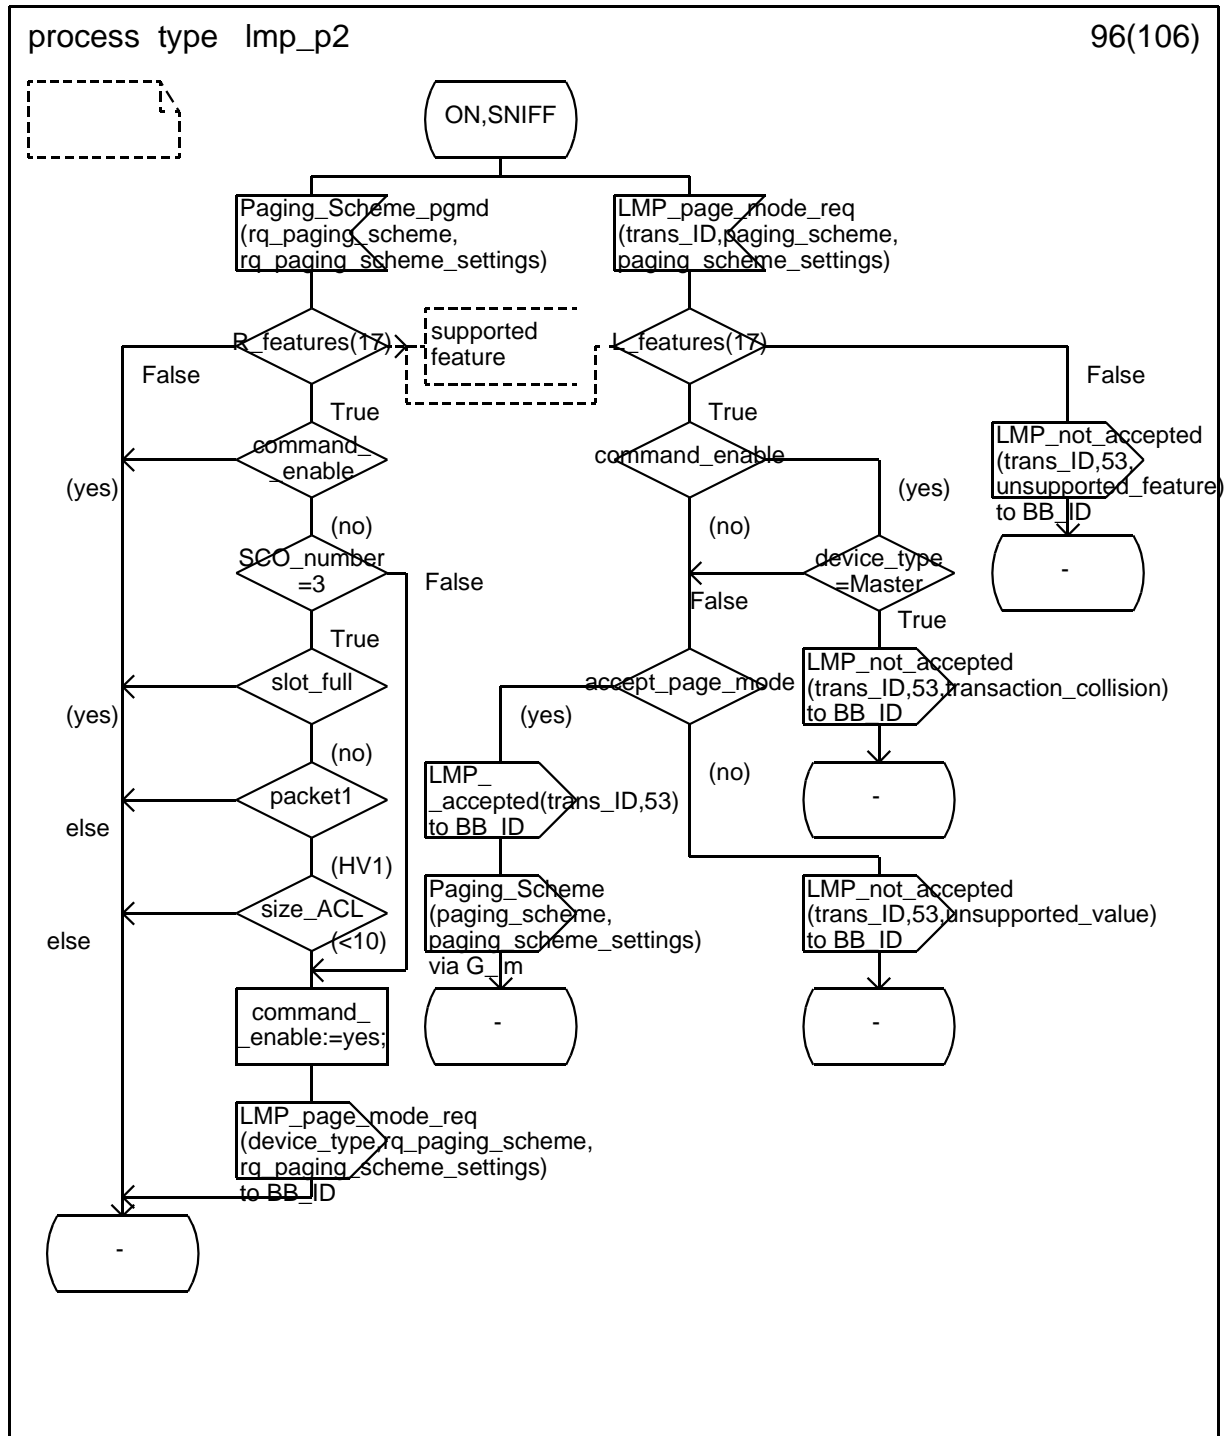 process type lmp_p2
96(106)
ON,SNIFF
Paging_Scheme_pgmd
(rq_paging_scheme,
rq_paging_scheme_settings)
LMP_page_mode_req
(trans_ID,paging_scheme,
paging_scheme_settings)
R_features(17)
supported
feature
L_features(17)
False
True
True
False
command_
_enable
command_enable
LMP_not_accepted
(trans_ID,53,
unsupported_feature)
to BB_ID
(yes)
(no)
(no)
(yes)
SCO_number
=3
False
device_type
=Master
-
False
True
True
slot_full
accept_page_mode
LMP_not_accepted
(trans_ID,53,transaction_collision)
to BB_ID
(yes)
(yes)
(no)
(no)
packet1
LMP_
_accepted(trans_ID,53)
to BB_ID
-
else
(HV1)
size_ACL
Paging_Scheme
(paging_scheme,
paging_scheme_settings)
via G_lm
LMP_not_accepted
(trans_ID,53,unsupported_value)
to BB_ID
else
(<10)
command_
_enable:=yes;
-
-
LMP_page_mode_req
(device_type,rq_paging_scheme,
rq_paging_scheme_settings)
to BB_ID
-